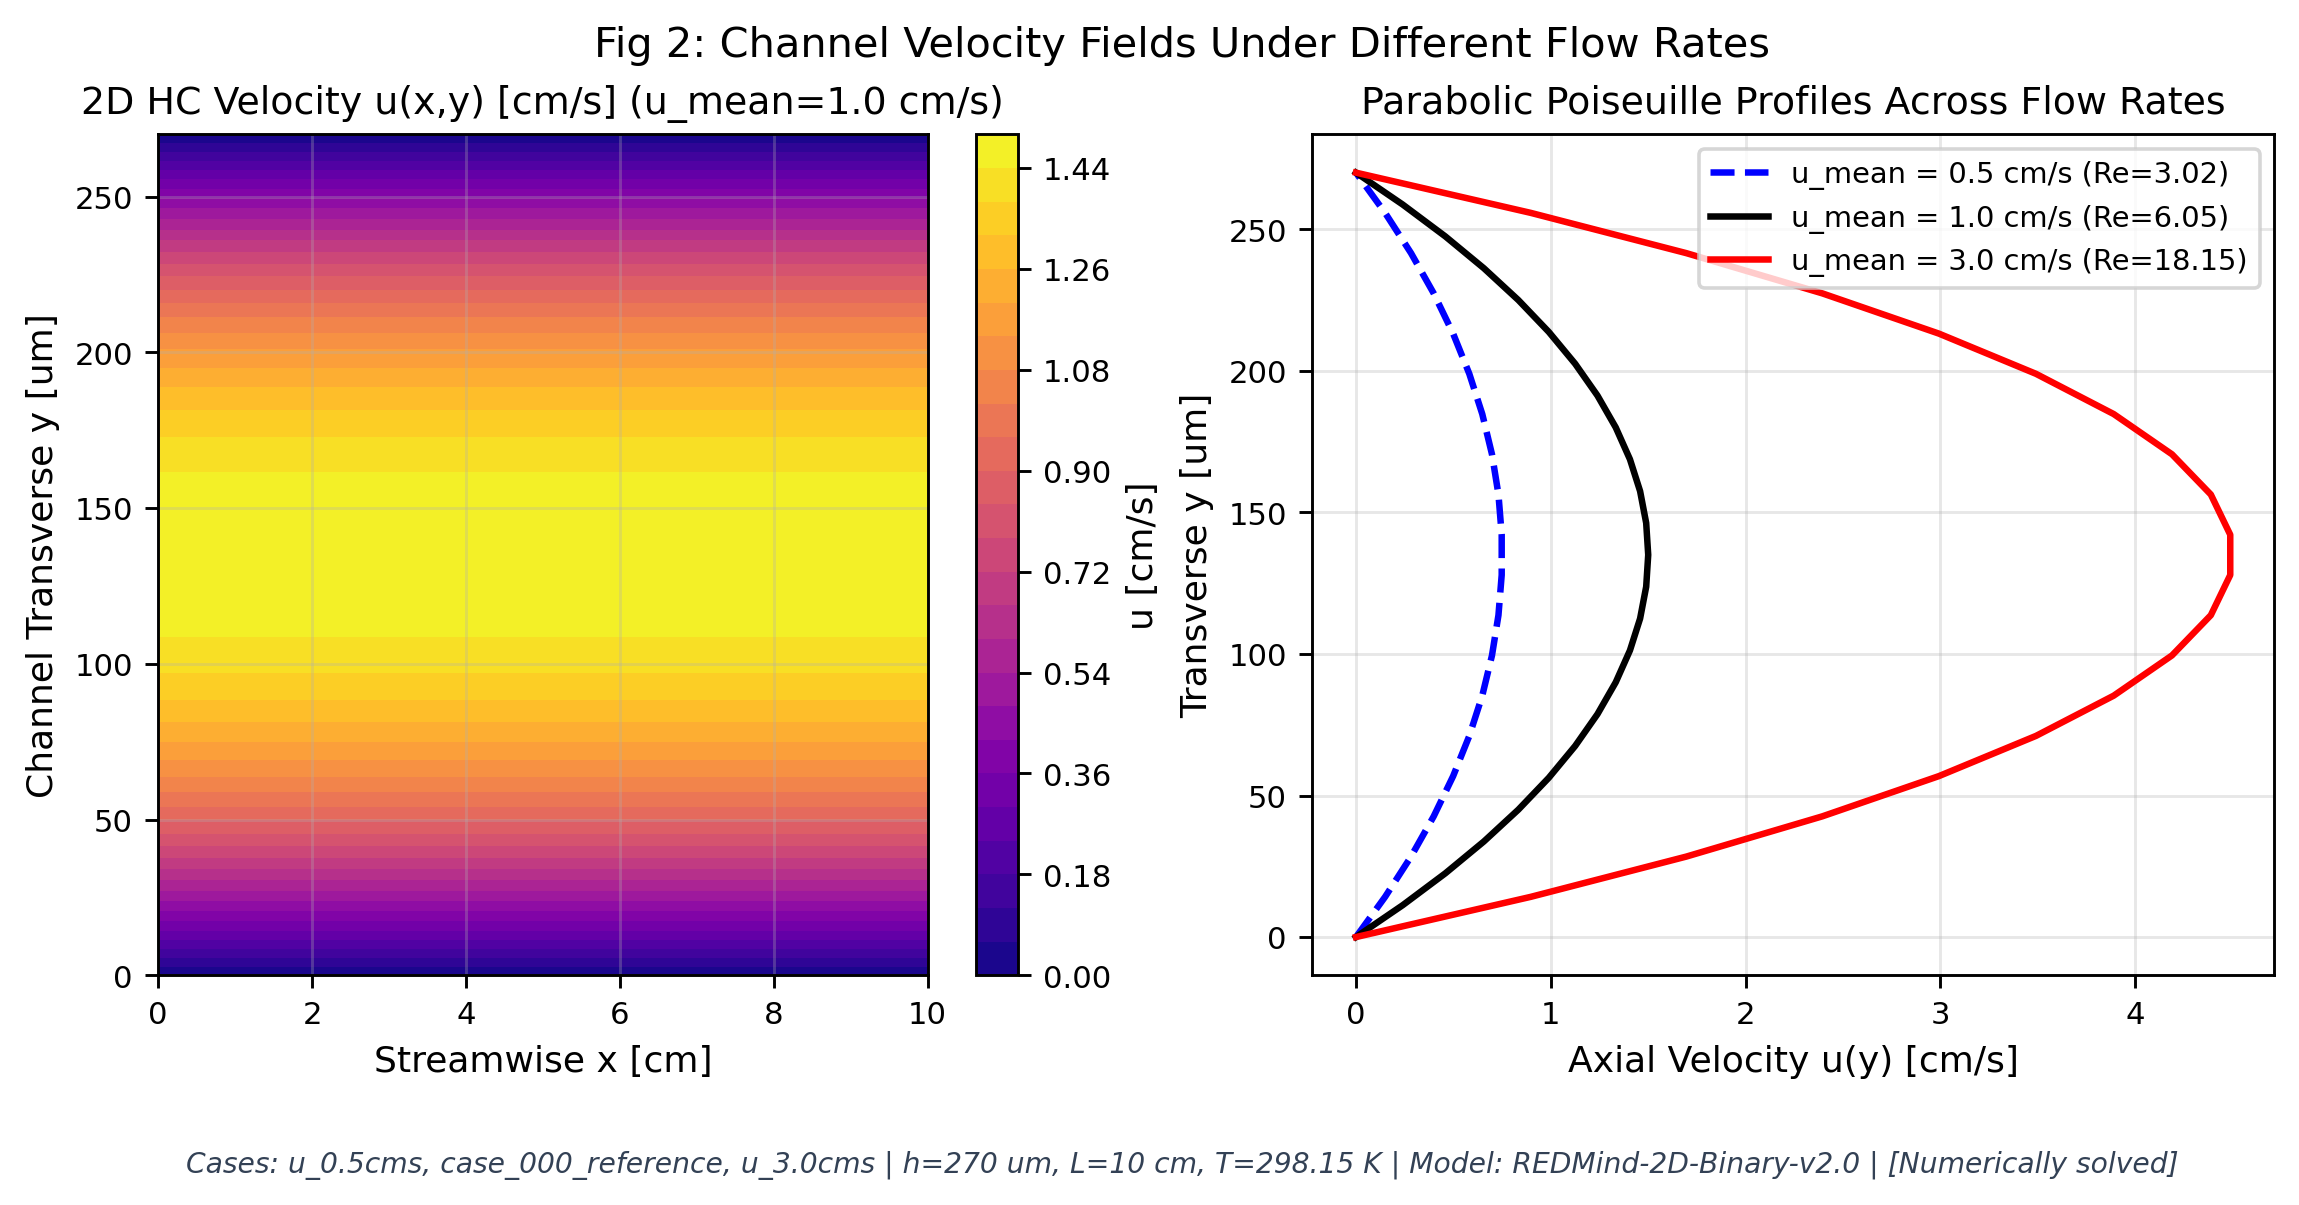 Fig 2: Channel Velocity Fields Under Different Flow Rates
2D HC Velocity u(x,y) [cm/s] (u_mean=1.0 cm/s)
Channel Transverse y [um]
250
200
150
100
50
0
0 2 4 6 8 10
Streamwise x [cm]
1.44
1.26
1.08
0.90
0.72
0.54
0.36
0.18
0.00
u [cm/s]
Parabolic Poiseuille Profiles Across Flow Rates
u_mean = 0.5 cm/s (Re=3.02)
u_mean = 1.0 cm/s (Re=6.05)
u_mean = 3.0 cm/s (Re=18.15)
Transverse y [um]
250
200
150
100
50
0
0 1 2 3 4
Axial Velocity u(y) [cm/s]
Cases: u_0.5cms, case_000_reference, u_3.0cms | h=270 um, L=10 cm, T=298.15 K | Model: REDMind-2D-Binary-v2.0 | [Numerically solved]